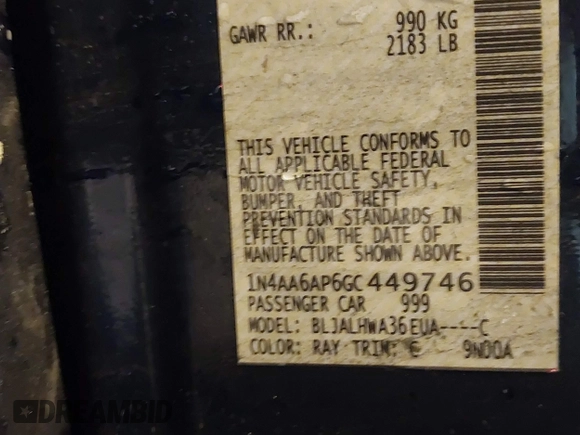 GAWR RR.: 990 KG
2183 LB
THIS VEHICLE CONFORMS TO
ALL APPLICABLE FEDERAL
MOTOR VEHICLE SAFETY,
BUMPER, AND THEFT
PREVENTION STANDARDS IN
EFFECT ON THE DATE OF
MANUFACTURE SHOWN ABOVE.
1N4AA6AP6GC449746
PASSENGER CAR 999
MODEL: BLJALHWA36EUA----C
COLOR: RAY TRIM: G 9N00A
DREAMBID